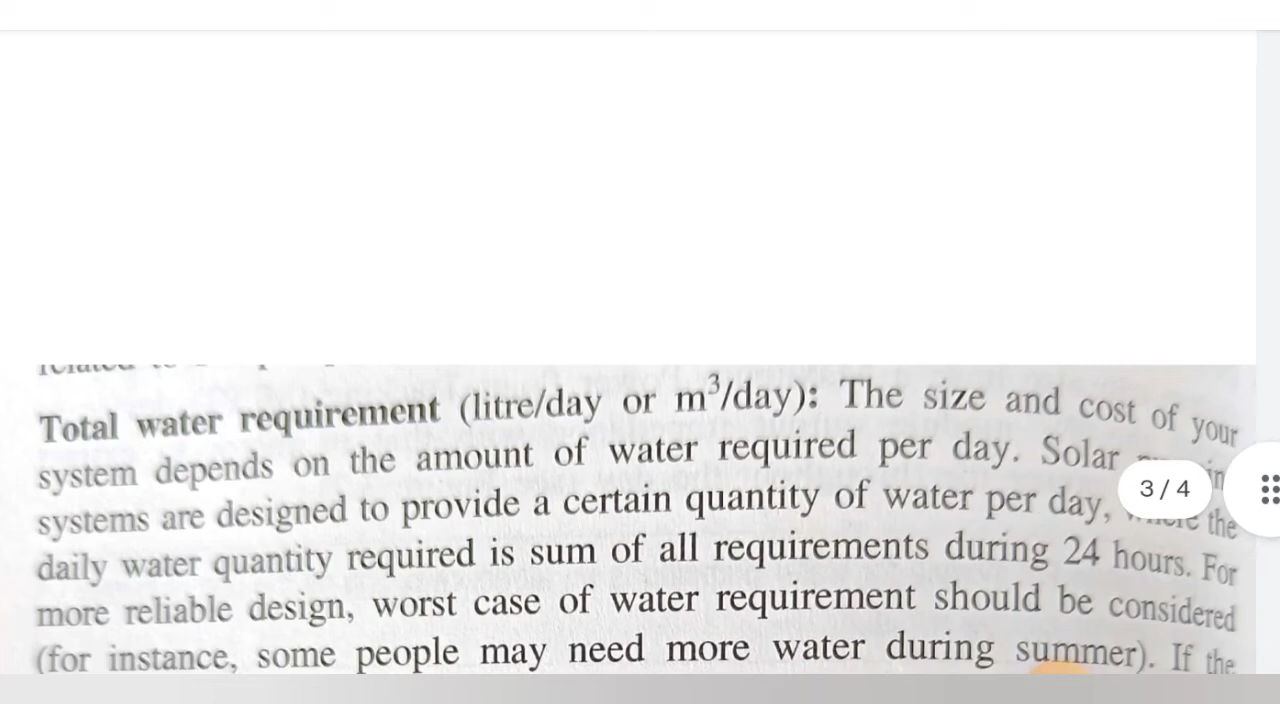 Total water requirement (litre/day or m³/day): The size and cost of your
system depends on the amount of water required per day. Solar
systems are designed to provide a certain quantity of water per day, the
daily water quantity required is sum of all requirements during 24 hours. For
more reliable design, worst case of water requirement should be considered
(for instance, some people may need more water during summer). If the
3 / 4